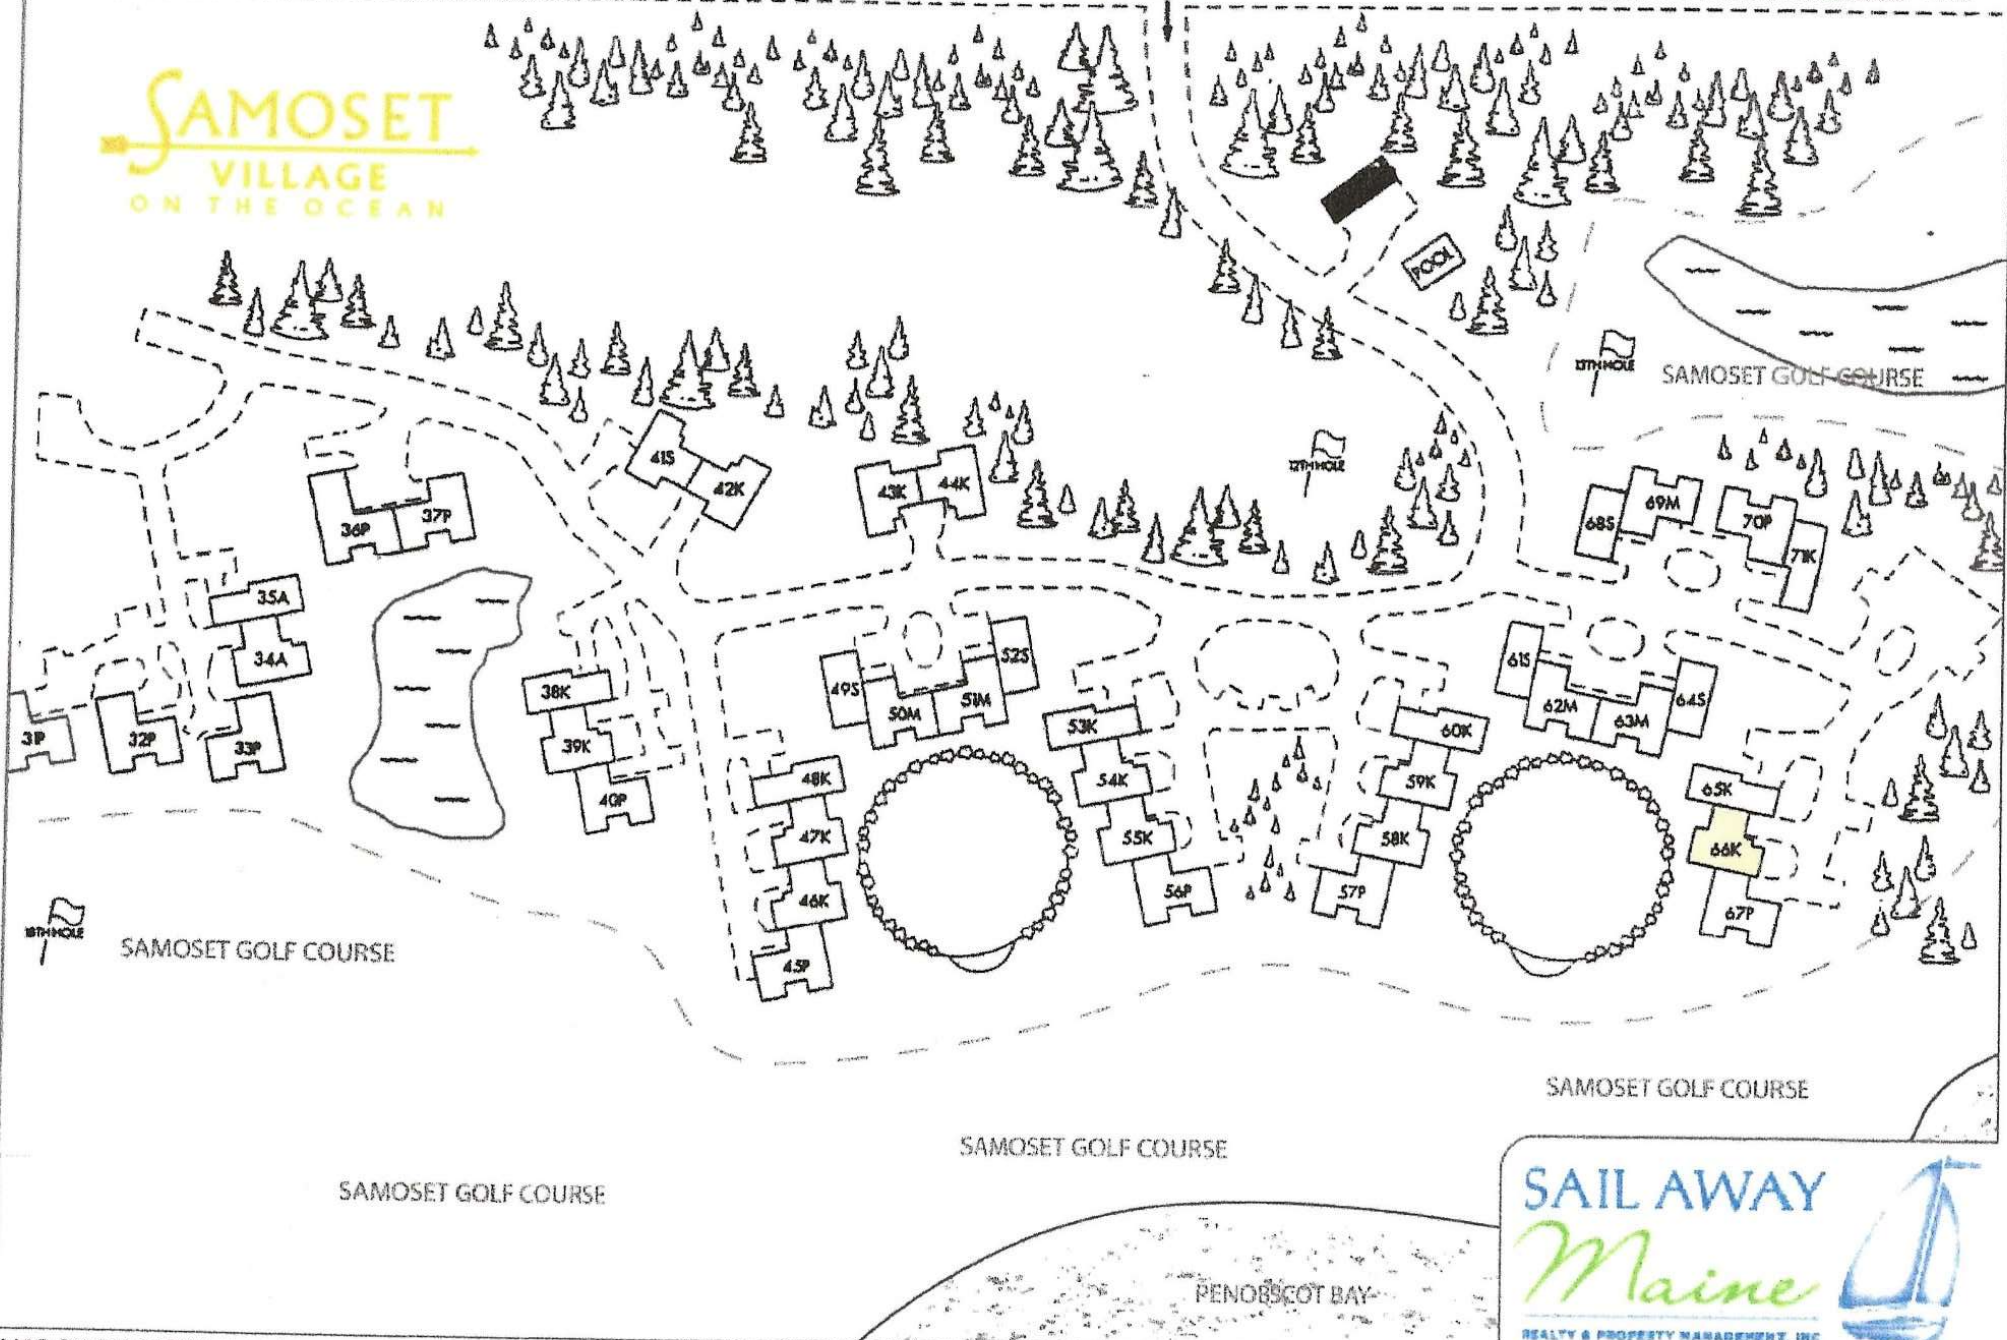 SAMOSET
VILLAGE
ON THE OCEAN
POOL
13TH HOLE
SAMOSET GOLF COURSE
12TH HOLE
41S
42K
43K
44K
36P
37P
68S
69M
70P
71K
35A
34A
31P
32P
33P
38K
39K
40P
49S
50M
51M
52S
53K
54K
55K
56P
48K
47K
46K
45P
61S
62M
63M
64S
60K
59K
58K
57P
65K
66K
67P
18TH HOLE
SAMOSET GOLF COURSE
SAMOSET GOLF COURSE
SAMOSET GOLF COURSE
SAMOSET GOLF COURSE
PENOBSCOT BAY
SAIL AWAY
Maine
REALTY & PROPERTY MANAGEMENT, INC